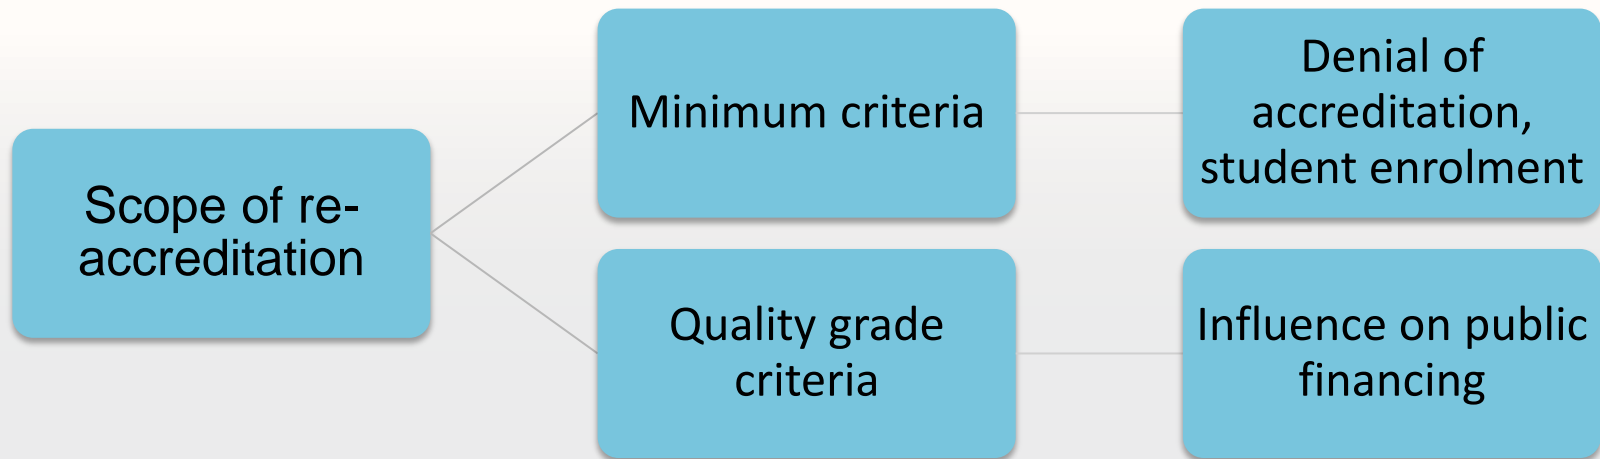 Scope of re-
accreditation
Minimum criteria
Denial of
accreditation,
student enrolment
Quality grade
criteria
Influence on public
financing